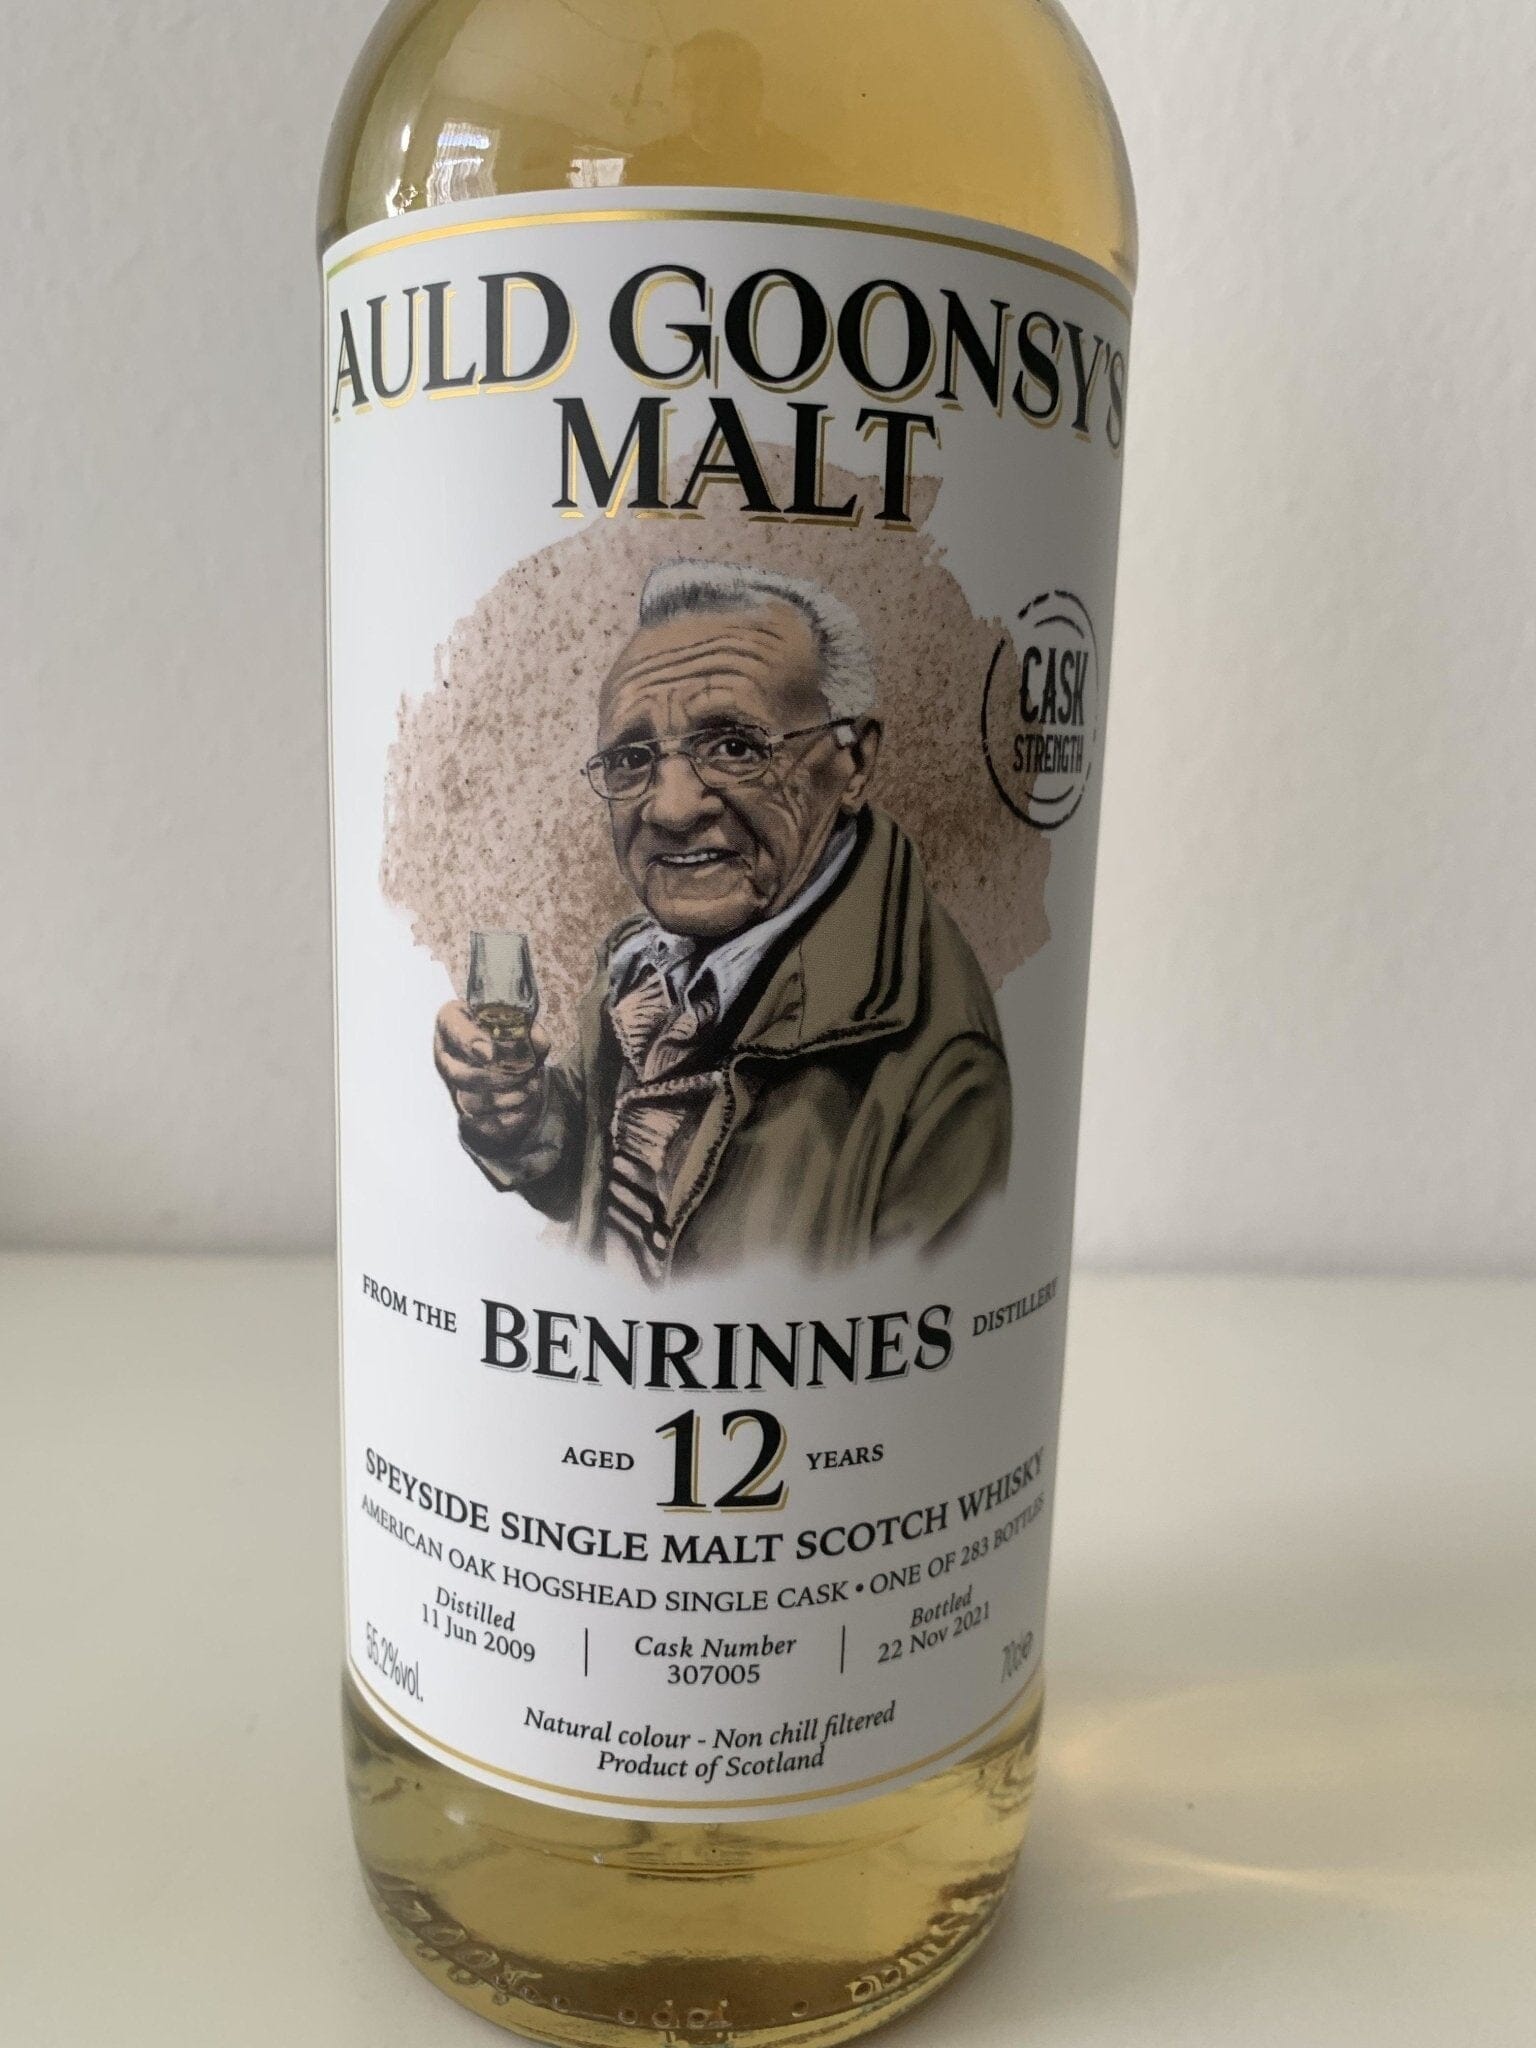 AULD GOONSY'S
MALT
CASK
STRENGTH
FROM THE BENRINNES DISTILLERY
AGED 12 YEARS
SPEYSIDE SINGLE MALT SCOTCH WHISKY
AMERICAN OAK HOGSHEAD SINGLE CASK • ONE OF 283 BOTTLES
Distilled
11 Jun 2009
Cask Number
307005
Bottled
22 Nov 2021
55.2%vol.
70cl e
Natural colour - Non chill filtered
Product of Scotland